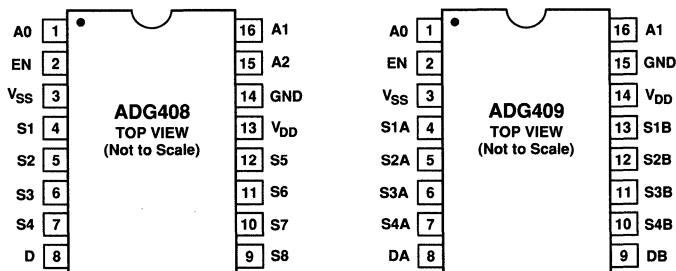 A0 1 16 A1
EN 2 15 A2
VSS 3 14 GND
S1 4 13 VDD
S2 5 12 S5
S3 6 11 S6
S4 7 10 S7
D 8 9 S8
ADG408
TOP VIEW
(Not to Scale)
A0 1 16 A1
EN 2 15 GND
VSS 3 14 VDD
S1A 4 13 S1B
S2A 5 12 S2B
S3A 6 11 S3B
S4A 7 10 S4B
DA 8 9 DB
ADG409
TOP VIEW
(Not to Scale)